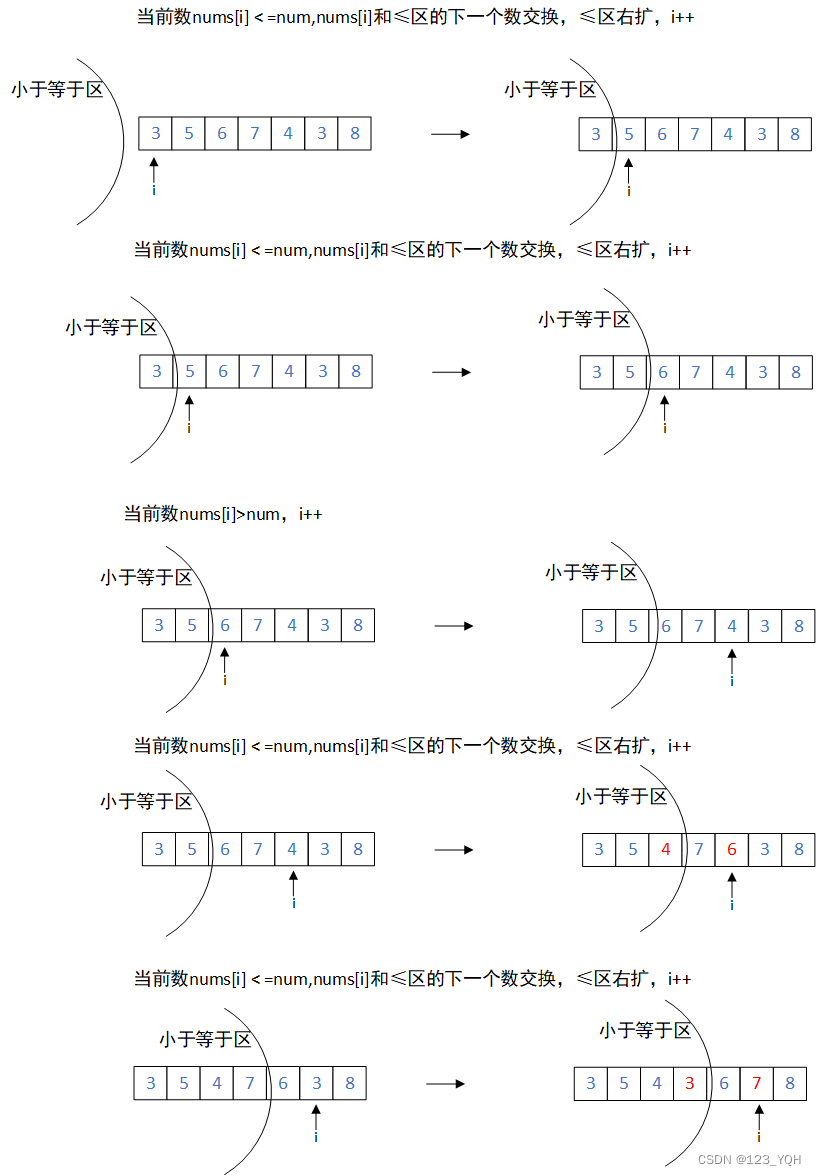 当前数nums[i] < =num,nums[i]和≤区的下一个数交换，≤区右扩，i++
小于等于区 小于等于区
3 5 6 7 4 3 8 3 5 6 7 4 3 8
i i
当前数nums[i] < =num,nums[i]和≤区的下一个数交换，≤区右扩，i++
小于等于区 小于等于区
3 5 6 7 4 3 8 3 5 6 7 4 3 8
i i
当前数nums[i]>num，i++
小于等于区 小于等于区
3 5 6 7 4 3 8 3 5 6 7 4 3 8
i i
当前数nums[i] < =num,nums[i]和≤区的下一个数交换，≤区右扩，i++
小于等于区 小于等于区
3 5 6 7 4 3 8 3 5 4 7 6 3 8
i i
当前数nums[i] < =num,nums[i]和≤区的下一个数交换，≤区右扩，i++
小于等于区 小于等于区
3 5 4 7 6 3 8 3 5 4 3 6 7 8
i i
CSDN @123_YQH